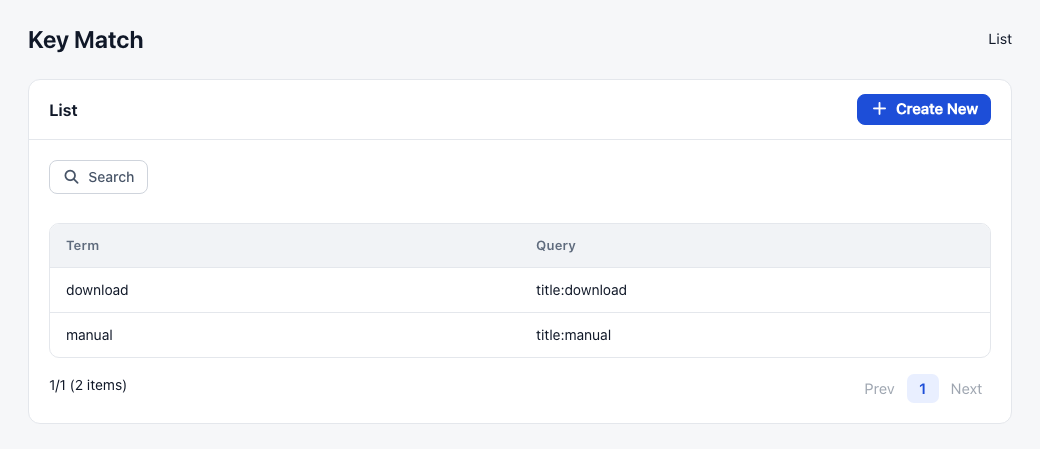 Key Match
List
List
Create New
Search
Term Query
download title:download
manual title:manual
1/1 (2 items)
Prev 1 Next